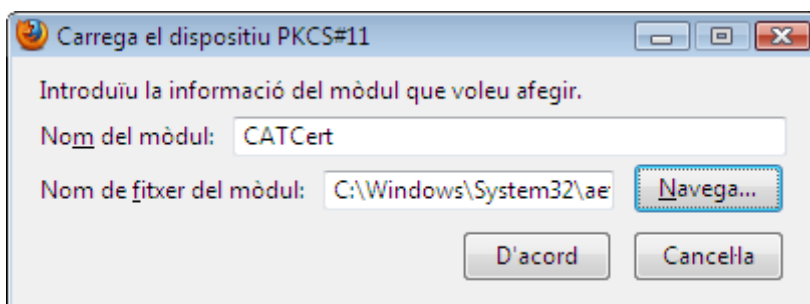 Carrega el dispositiu PKCS#11
Introduïu la informació del mòdul que voleu afegir.
Nom del mòdul: CATCert
Nom de fitxer del mòdul: C:\Windows\System32\ae Navega...
D'acord Cancel·la